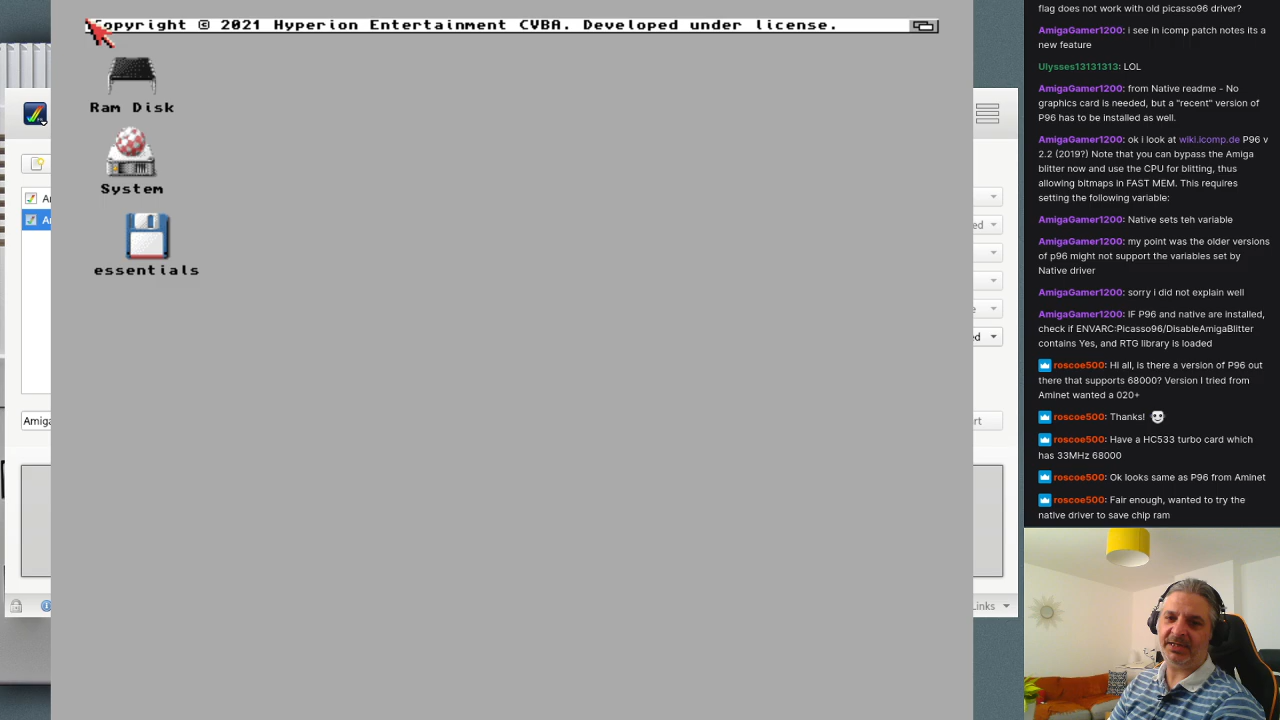 Copyright © 2021 Hyperion Entertainment CVBA. Developed under license.
Ram Disk
System
essentials
Ar
A
Amiga
ed
e
ed
rt
Links
flag does not work with old picasso96 driver?
AmigaGamer1200: i see in icomp patch notes its a
new feature
Ulysses13131313: LOL
AmigaGamer1200: from Native readme - No
graphics card is needed, but a "recent" version of
P96 has to be installed as well.
AmigaGamer1200: ok i look at wiki.icomp.de P96 v
2.2 (2019?) Note that you can bypass the Amiga
blitter now and use the CPU for blitting, thus
allowing bitmaps in FAST MEM. This requires
setting the following variable:
AmigaGamer1200: Native sets teh variable
AmigaGamer1200: my point was the older versions
of p96 might not support the variables set by
Native driver
AmigaGamer1200: sorry i did not explain well
AmigaGamer1200: IF P96 and native are installed,
check if ENVARC:Picasso96/DisableAmigaBlitter
contains Yes, and RTG library is loaded
roscoe500: Hi all, is there a version of P96 out
there that supports 68000? Version I tried from
Aminet wanted a 020+
roscoe500: Thanks!
roscoe500: Have a HC533 turbo card which
has 33MHz 68000
roscoe500: Ok looks same as P96 from Aminet
roscoe500: Fair enough, wanted to try the
native driver to save chip ram